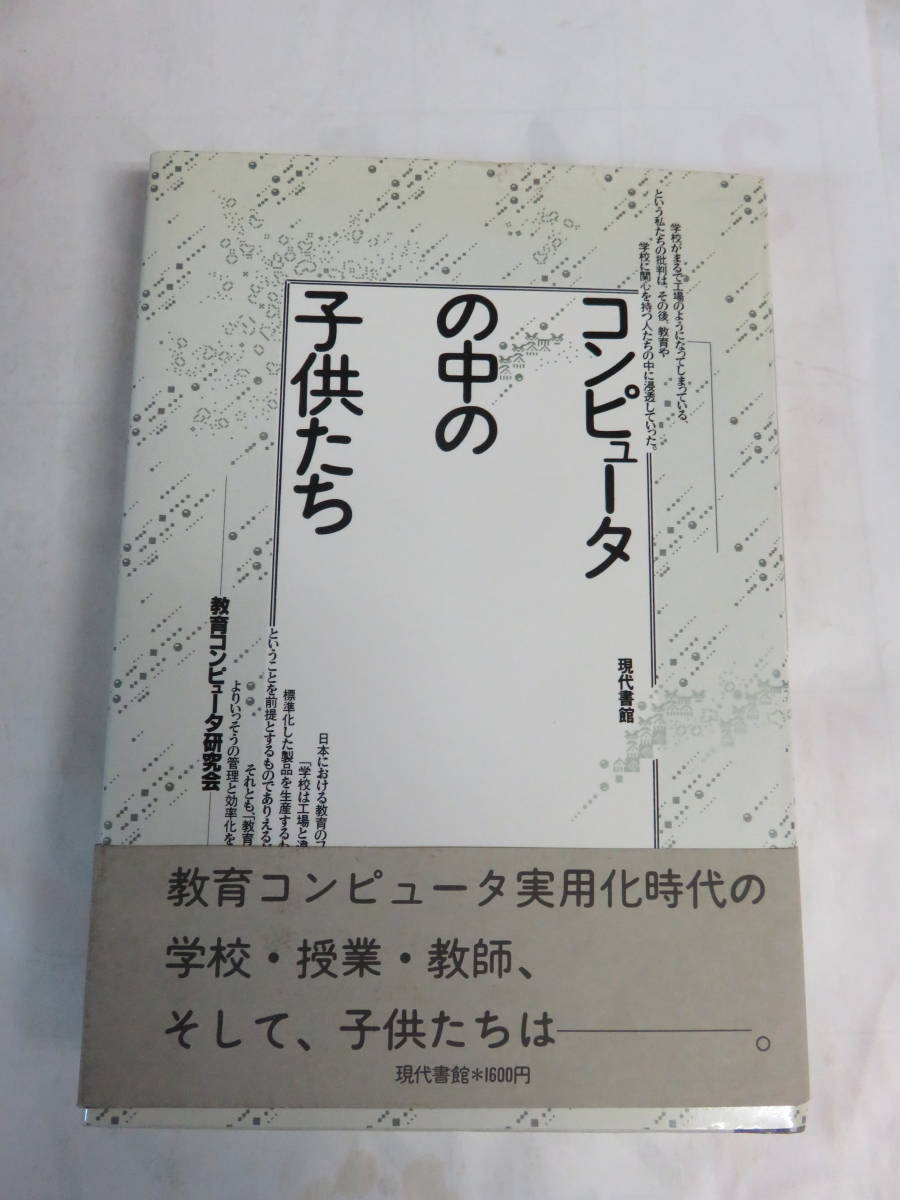 学校がまるで工場のようになってしまっている、
という私たちの批判は、その後、教育や
学校に関心を持つ人たちの中に浸透していった。
コンピュータ
の中の
子供たち
現代書館
日本における教育の
「学校は工場と違
標準化した製品を生産する
ということを前提とするものでありえる
それとも、「教育
よりいっそうの管理と効率化を
教育コンピュータ研究会
教育コンピュータ実用化時代の
学校・授業・教師、
そして、子供たちは――――。
現代書館*1600円